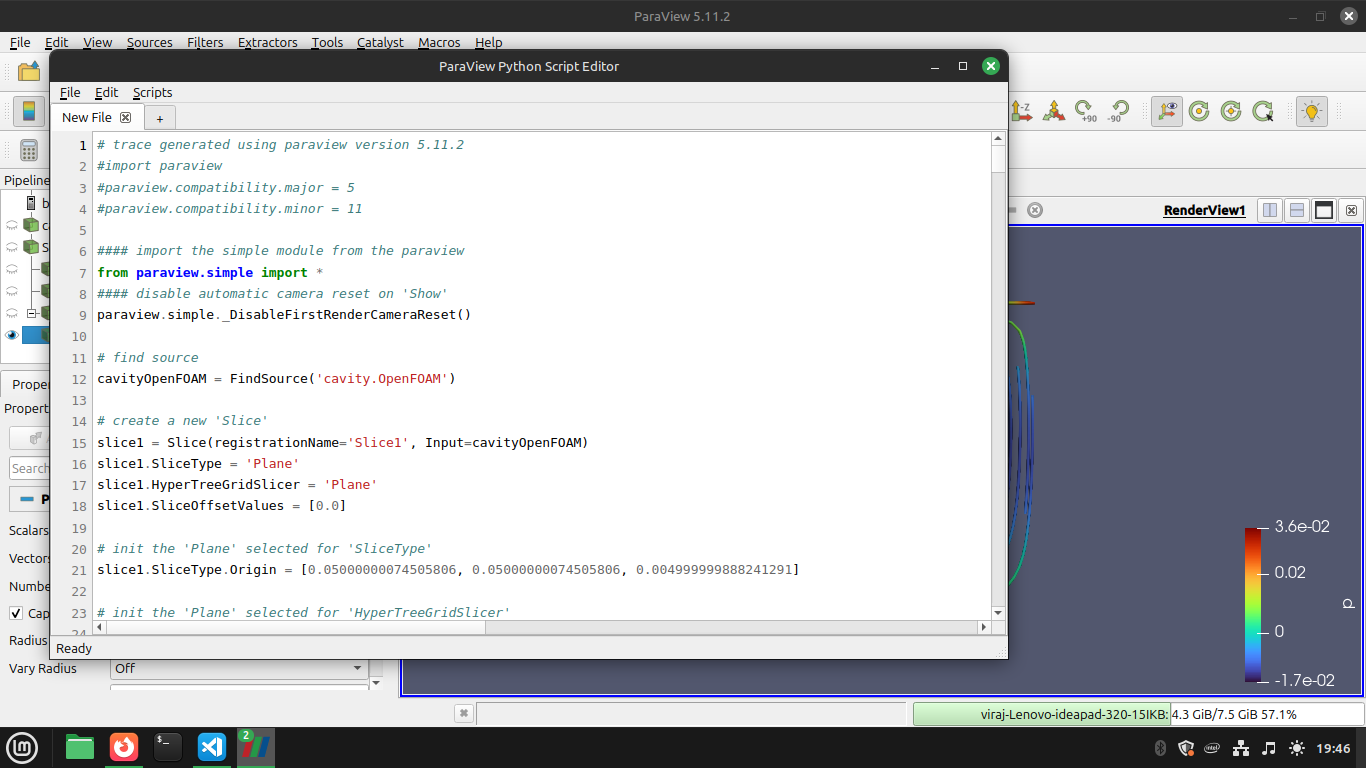 ParaView 5.11.2
File Edit View Sources Filters Extractors Tools Catalyst Macros Help
ParaView Python Script Editor
File Edit Scripts
New File
+
-Z
+90
-90
1 # trace generated using paraview version 5.11.2
2 #import paraview
3 #paraview.compatibility.major = 5
4 #paraview.compatibility.minor = 11
5
6 #### import the simple module from the paraview
7 from paraview.simple import *
8 #### disable automatic camera reset on 'Show'
9 paraview.simple._DisableFirstRenderCameraReset()
10
11 # find source
12 cavityOpenFOAM = FindSource('cavity.OpenFOAM')
13
14 # create a new 'Slice'
15 slice1 = Slice(registrationName='Slice1', Input=cavityOpenFOAM)
16 slice1.SliceType = 'Plane'
17 slice1.HyperTreeGridSlicer = 'Plane'
18 slice1.SliceOffsetValues = [0.0]
19
20 # init the 'Plane' selected for 'SliceType'
21 slice1.SliceType.Origin = [0.05000000074505806, 0.05000000074505806, 0.004999999888241291]
22
23 # init the 'Plane' selected for 'HyperTreeGridSlicer'
24
Ready
Pipeline
b
ca
S
Proper
Propert
Search
P
Scalars
Vectors
Numbe
Cap
Radius
Vary Radius
Off
RenderView1
3.6e-02
0.02
0
-1.7e-02
p
viraj-Lenovo-ideapad-320-15IKB: 4.3 GiB/7.5 GiB 57.1%
$_
2
intel
19:46